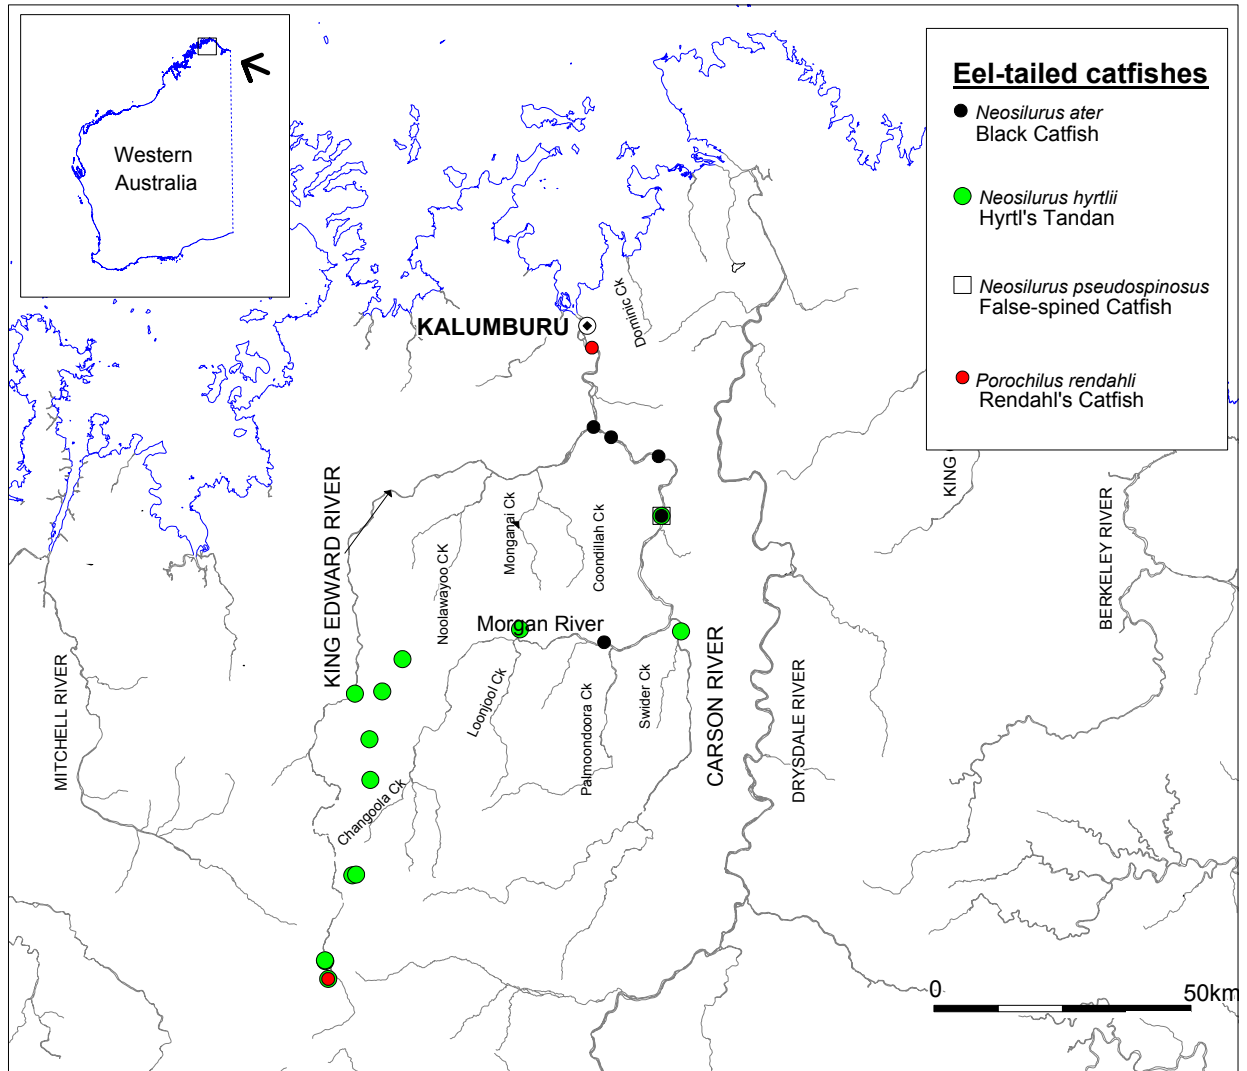 Western
Australia
Eel-tailed catfishes
Neosilurus ater
Black Catfish
Neosilurus hyrtlii
Hyrtl's Tandan
Neosilurus pseudospinosus
False-spined Catfish
Porochilus rendahli
Rendahl's Catfish
Dominic Ck
KALUMBURU
KING
KING EDWARD RIVER
Monganai Ck
Coondillah Ck
Noolawayoo CK
BERKELEY RIVER
Morgan River
MITCHELL RIVER
Loonjool Ck
Palmoondoora Ck
Swider Ck
CARSON RIVER
DRYSDALE RIVER
Changoola Ck
0
50km